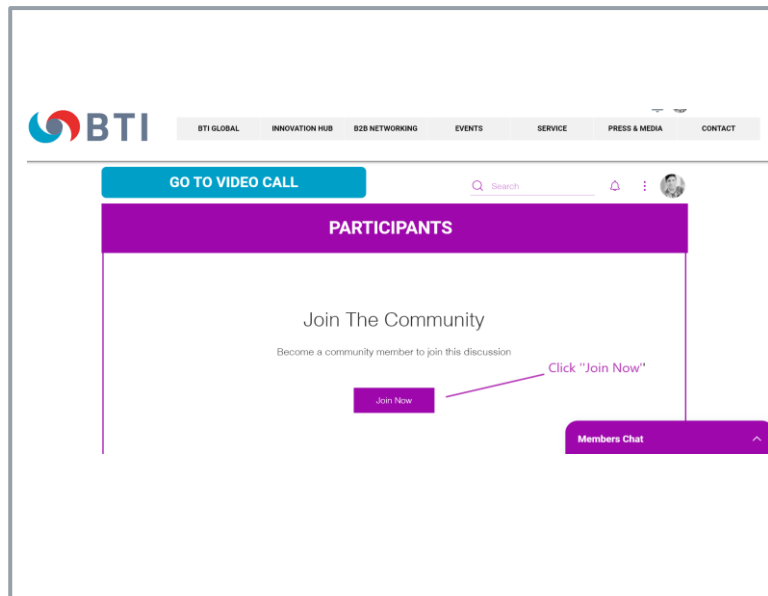 BTI
BTI GLOBAL INNOVATION HUB B2B NETWORKING EVENTS SERVICE PRESS & MEDIA CONTACT
GO TO VIDEO CALL
Search
PARTICIPANTS
Join The Community
Become a community member to join this discussion
Click "Join Now"
Join Now
Members Chat